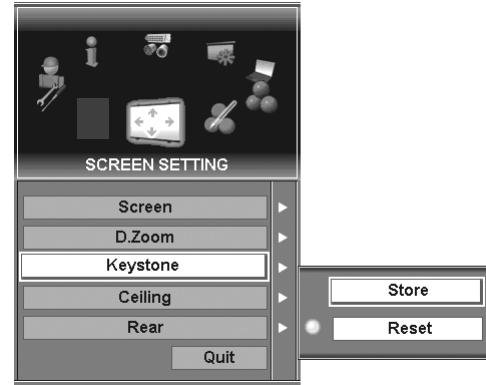 SCREEN SETTING
Screen
D.Zoom
Keystone
Ceiling
Rear
Quit
Store
Reset